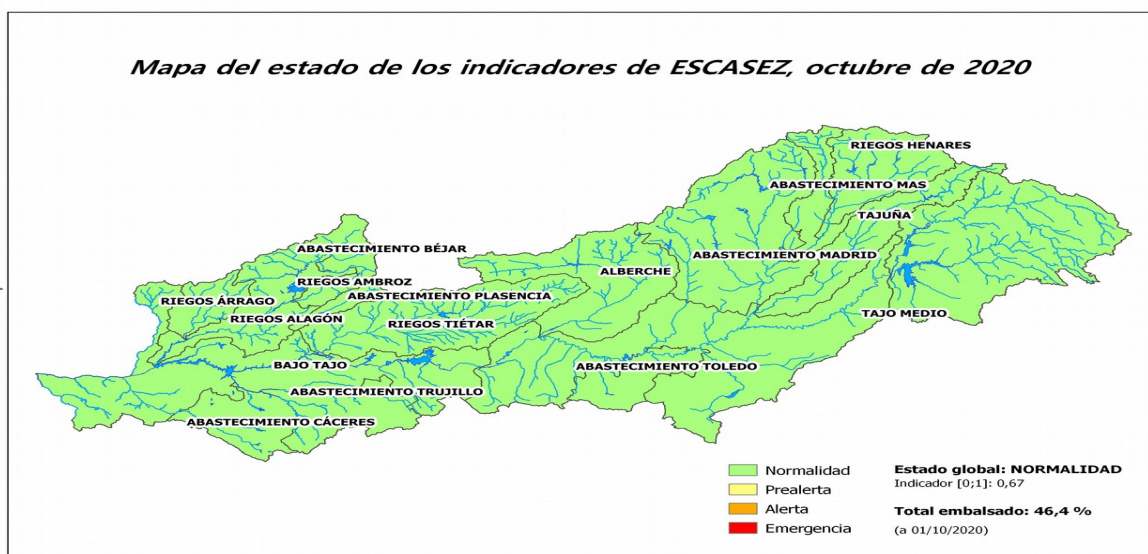 Mapa del estado de los indicadores de ESCASEZ, octubre de 2020
RIEGOS HENARES
ABASTECIMIENTO MAS
TAJUÑA
ABASTECIMIENTO BÉJAR
ABASTECIMIENTO MADRID
ALBERCHE
RIEGOS AMBROZ
ABASTECIMIENTO PLASENCIA
RIEGOS ÁRRAGO
RIEGOS ALAGÓN
RIEGOS TIÉTAR
TAJO MEDIO
BAJO TAJO
ABASTECIMIENTO TOLEDO
ABASTECIMIENTO TRUJILLO
ABASTECIMIENTO CÁCERES
Normalidad
Prealerta
Alerta
Emergencia
Estado global: NORMALIDAD
Indicador [0;1]: 0,67
Total embalsado: 46,4 %
(a 01/10/2020)